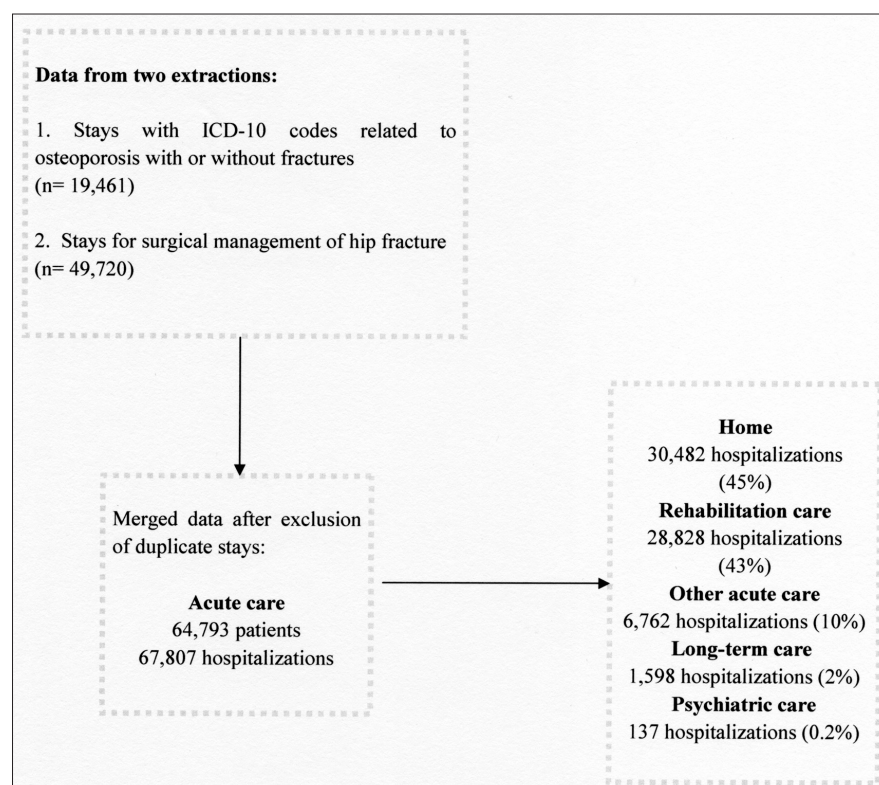 Data from two extractions:
1. Stays with ICD-10 codes related to
osteoporosis with or without fractures
(n= 19,461)
2. Stays for surgical management of hip fracture
(n= 49,720)
Merged data after exclusion
of duplicate stays:
Acute care
64,793 patients
67,807 hospitalizations
Home
30,482 hospitalizations
(45%)
Rehabilitation care
28,828 hospitalizations
(43%)
Other acute care
6,762 hospitalizations (10%)
Long-term care
1,598 hospitalizations (2%)
Psychiatric care
137 hospitalizations (0.2%)